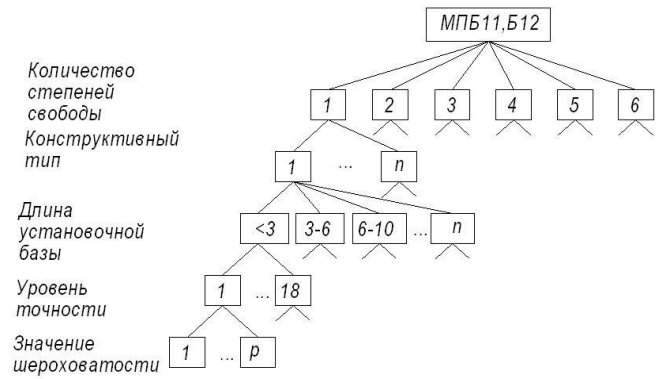 МПБ11,Б12
Количество
степеней
свободы
1 2 3 4 5 6
Конструктивный
тип
1 ... n
Длина
установочной
базы
<3 3-6 6-10 ... n
Уровень
точности
1 ... 18
Значение
шероховатости
1 ... p